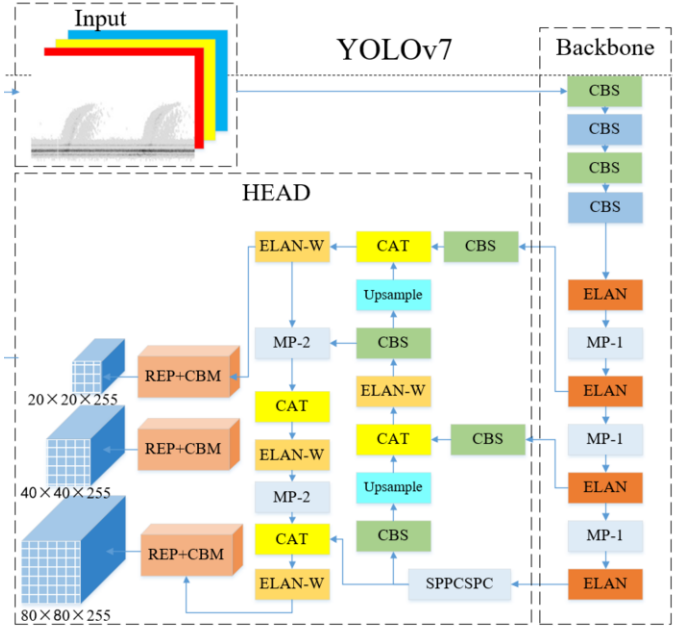 Input
YOLOv7
Backbone
CBS
CBS
CBS
CBS
HEAD
ELAN-W
CAT
CBS
Upsample
ELAN
MP-2
CBS
MP-1
REP+CBM
ELAN-W
ELAN
20×20×255
CAT
REP+CBM
ELAN-W
CAT
CBS
MP-1
40×40×255
MP-2
Upsample
ELAN
REP+CBM
CAT
CBS
MP-1
ELAN-W
SPPCSPC
ELAN
80×80×255